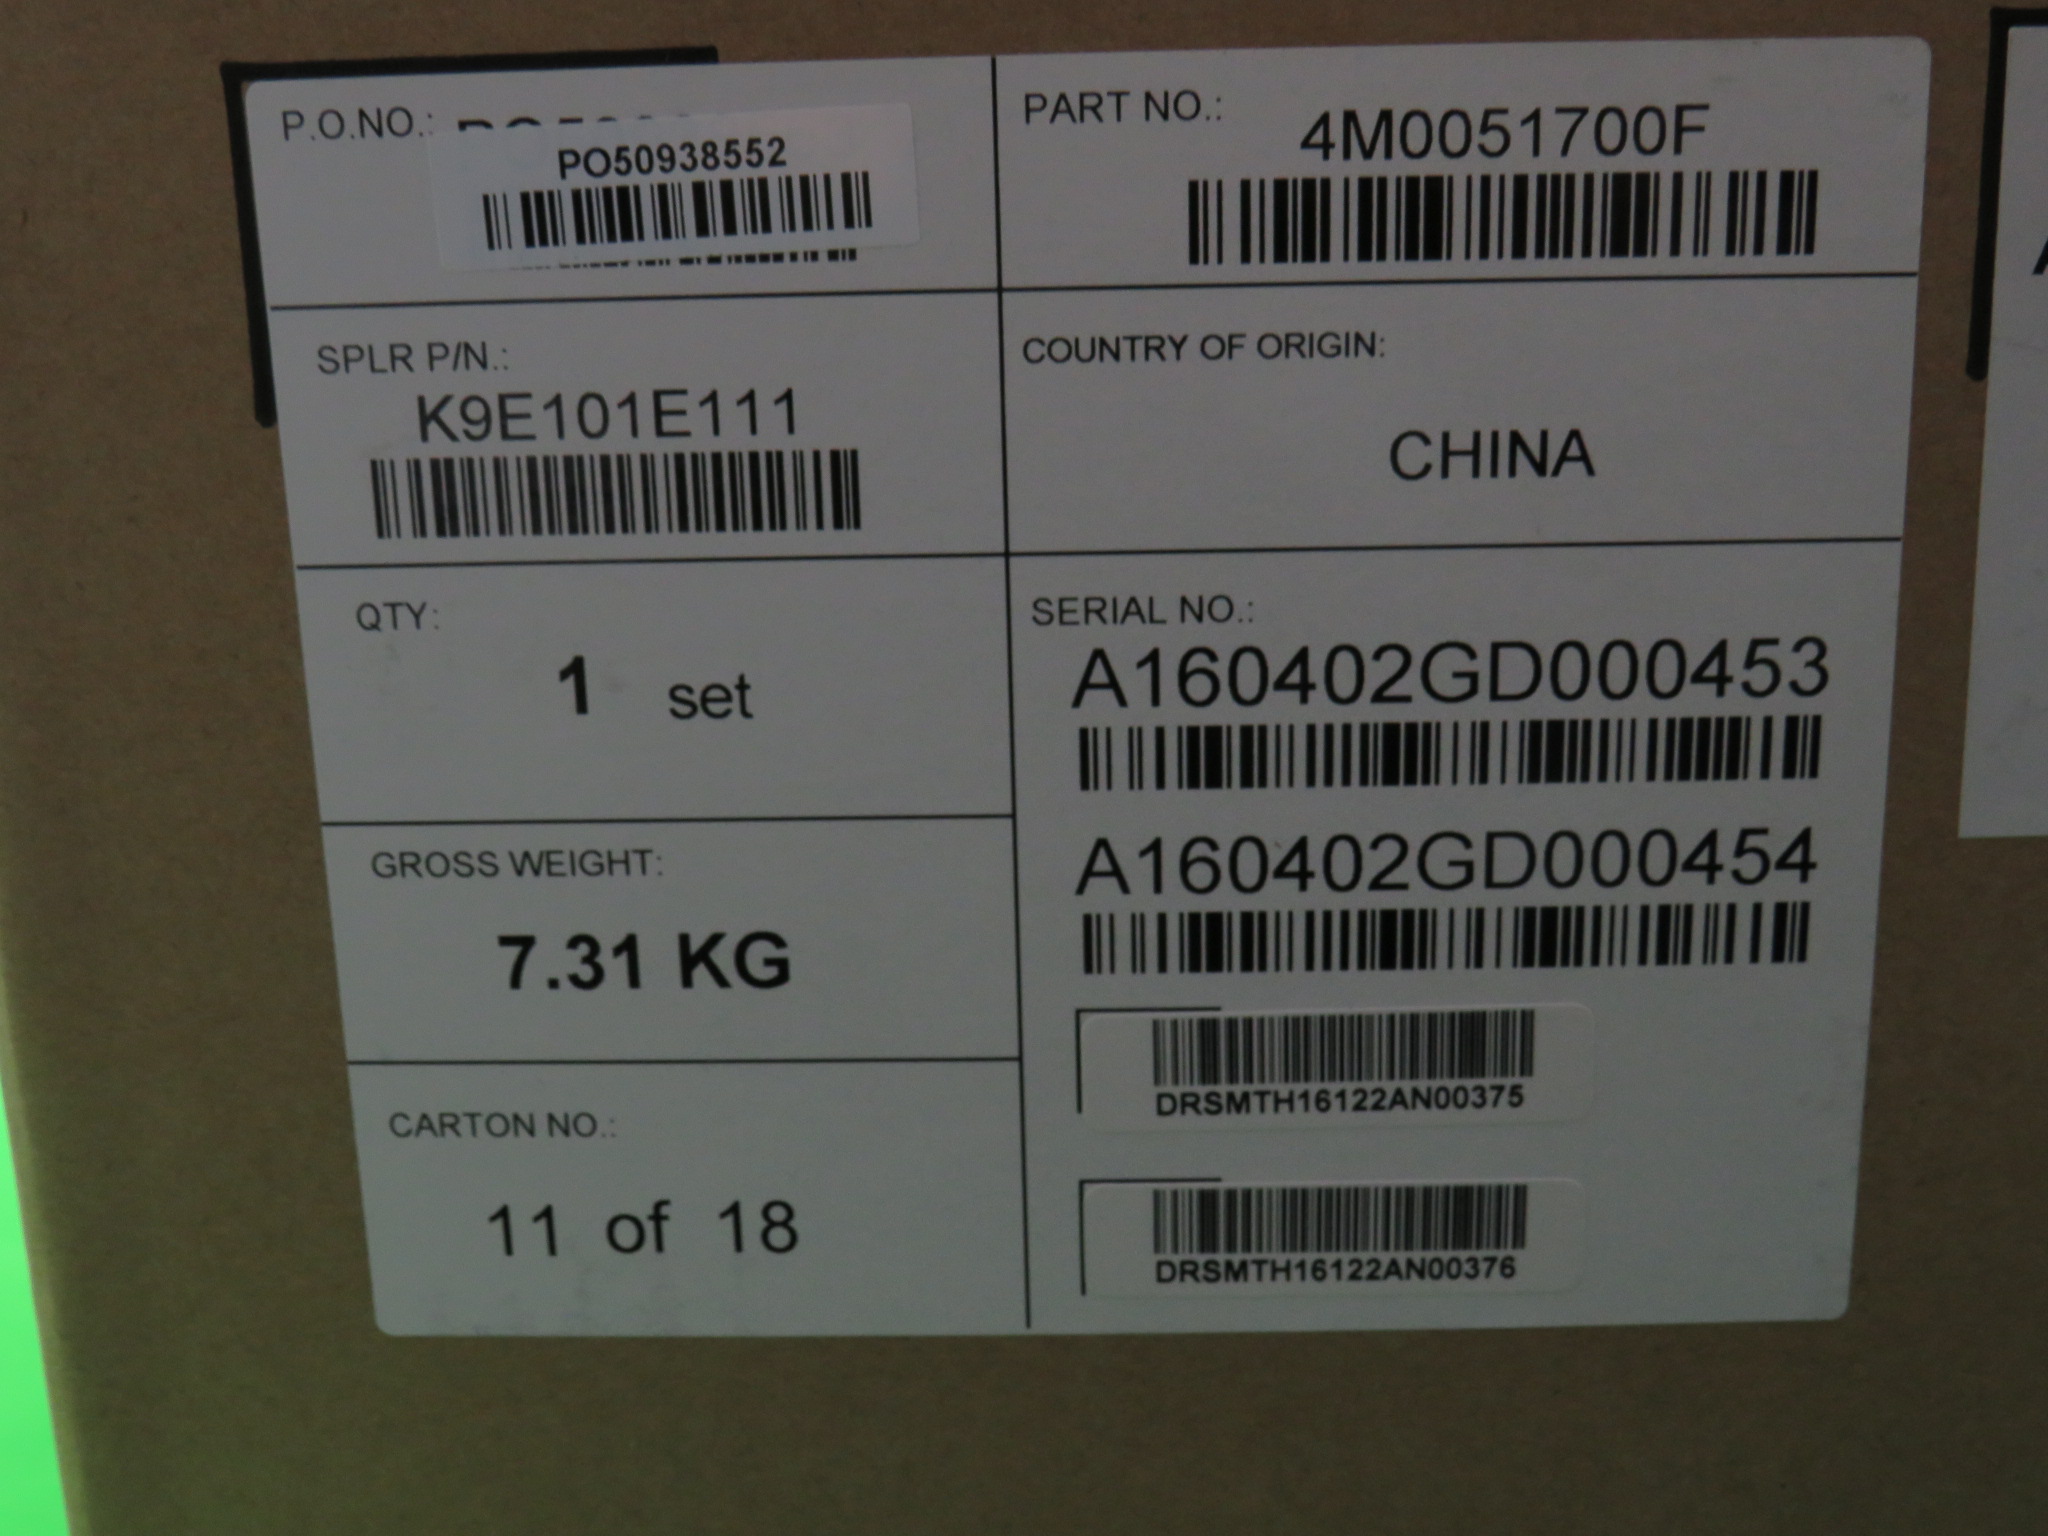 P.O.NO.:
PO50938552
PART NO.:
4M0051700F
SPLR P/N.:
K9E101E111
COUNTRY OF ORIGIN:
CHINA
QTY:
1 set
SERIAL NO.:
A160402GD000453
A160402GD000454
DRSMTH16122AN00375
DRSMTH16122AN00376
GROSS WEIGHT:
7.31 KG
CARTON NO.:
11 of 18